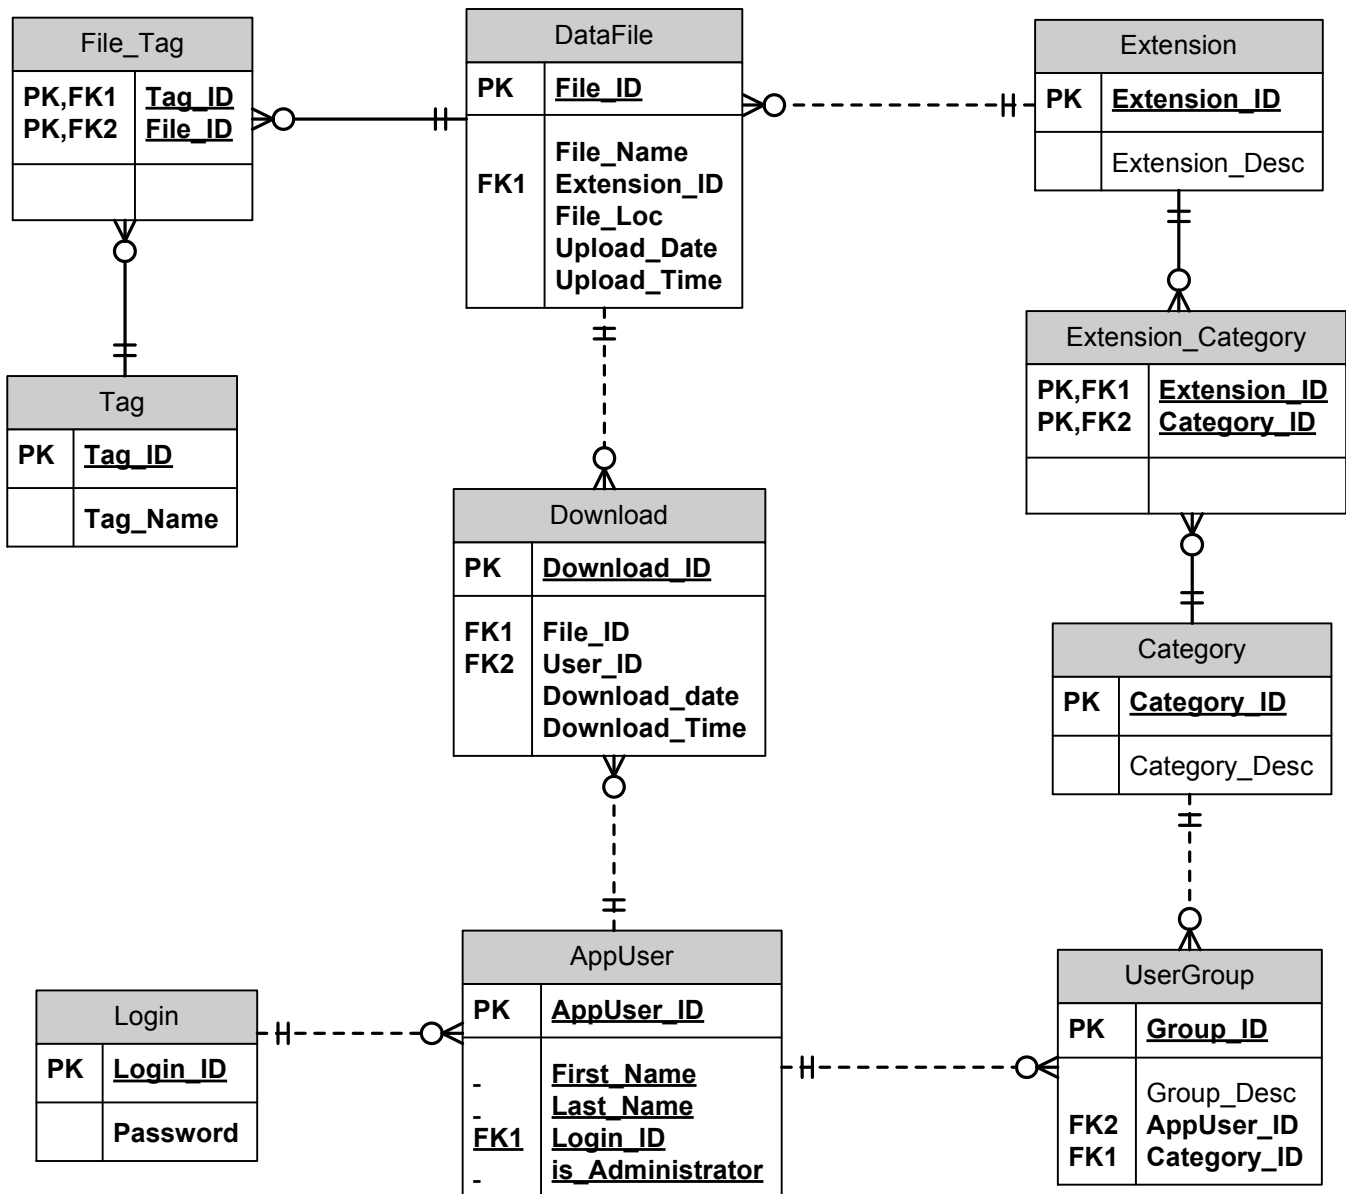 File_Tag
PK,FK1 Tag_ID
PK,FK2 File_ID
DataFile
PK File_ID
File_Name
FK1 Extension_ID
File_Loc
Upload_Date
Upload_Time
Extension
PK Extension_ID
Extension_Desc
Extension_Category
PK,FK1 Extension_ID
PK,FK2 Category_ID
Tag
PK Tag_ID
Tag_Name
Download
PK Download_ID
FK1 File_ID
FK2 User_ID
Download_date
Download_Time
Category
PK Category_ID
Category_Desc
Login
PK Login_ID
Password
AppUser
PK AppUser_ID
First_Name
Last_Name
FK1 Login_ID
is_Administrator
UserGroup
PK Group_ID
Group_Desc
FK2 AppUser_ID
FK1 Category_ID